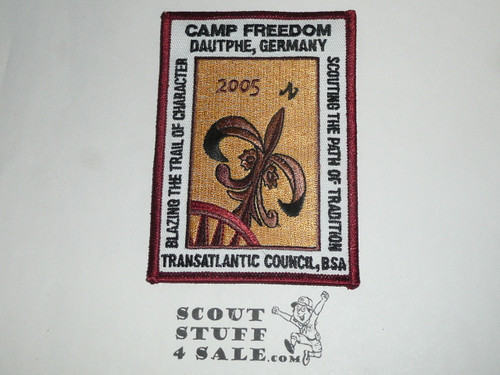 CAMP FREEDOM
DAUTPHE, GERMANY
BLAZING THE TRAIL OF CHARACTER
2005
SCOUTING THE PATH OF TRADITION
TRANSATLANTIC COUNCIL, BSA
SCOUT
STUFF
4 SALE.com